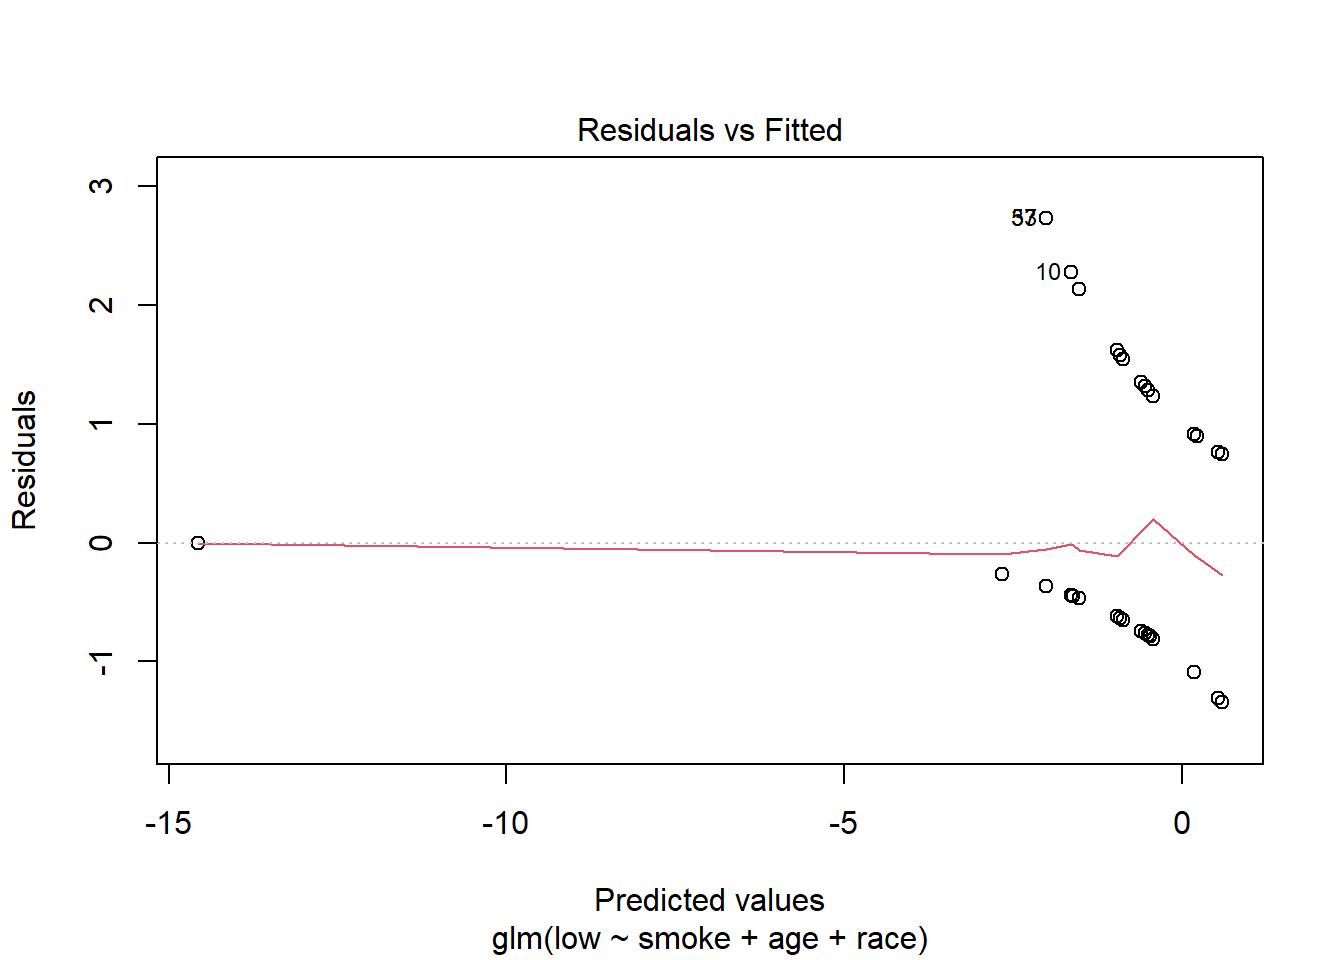 Residuals vs Fitted
3
2
1
0
-1
Residuals
10
-15
-10
-5
0
Predicted values
glm(low ~ smoke + age + race)